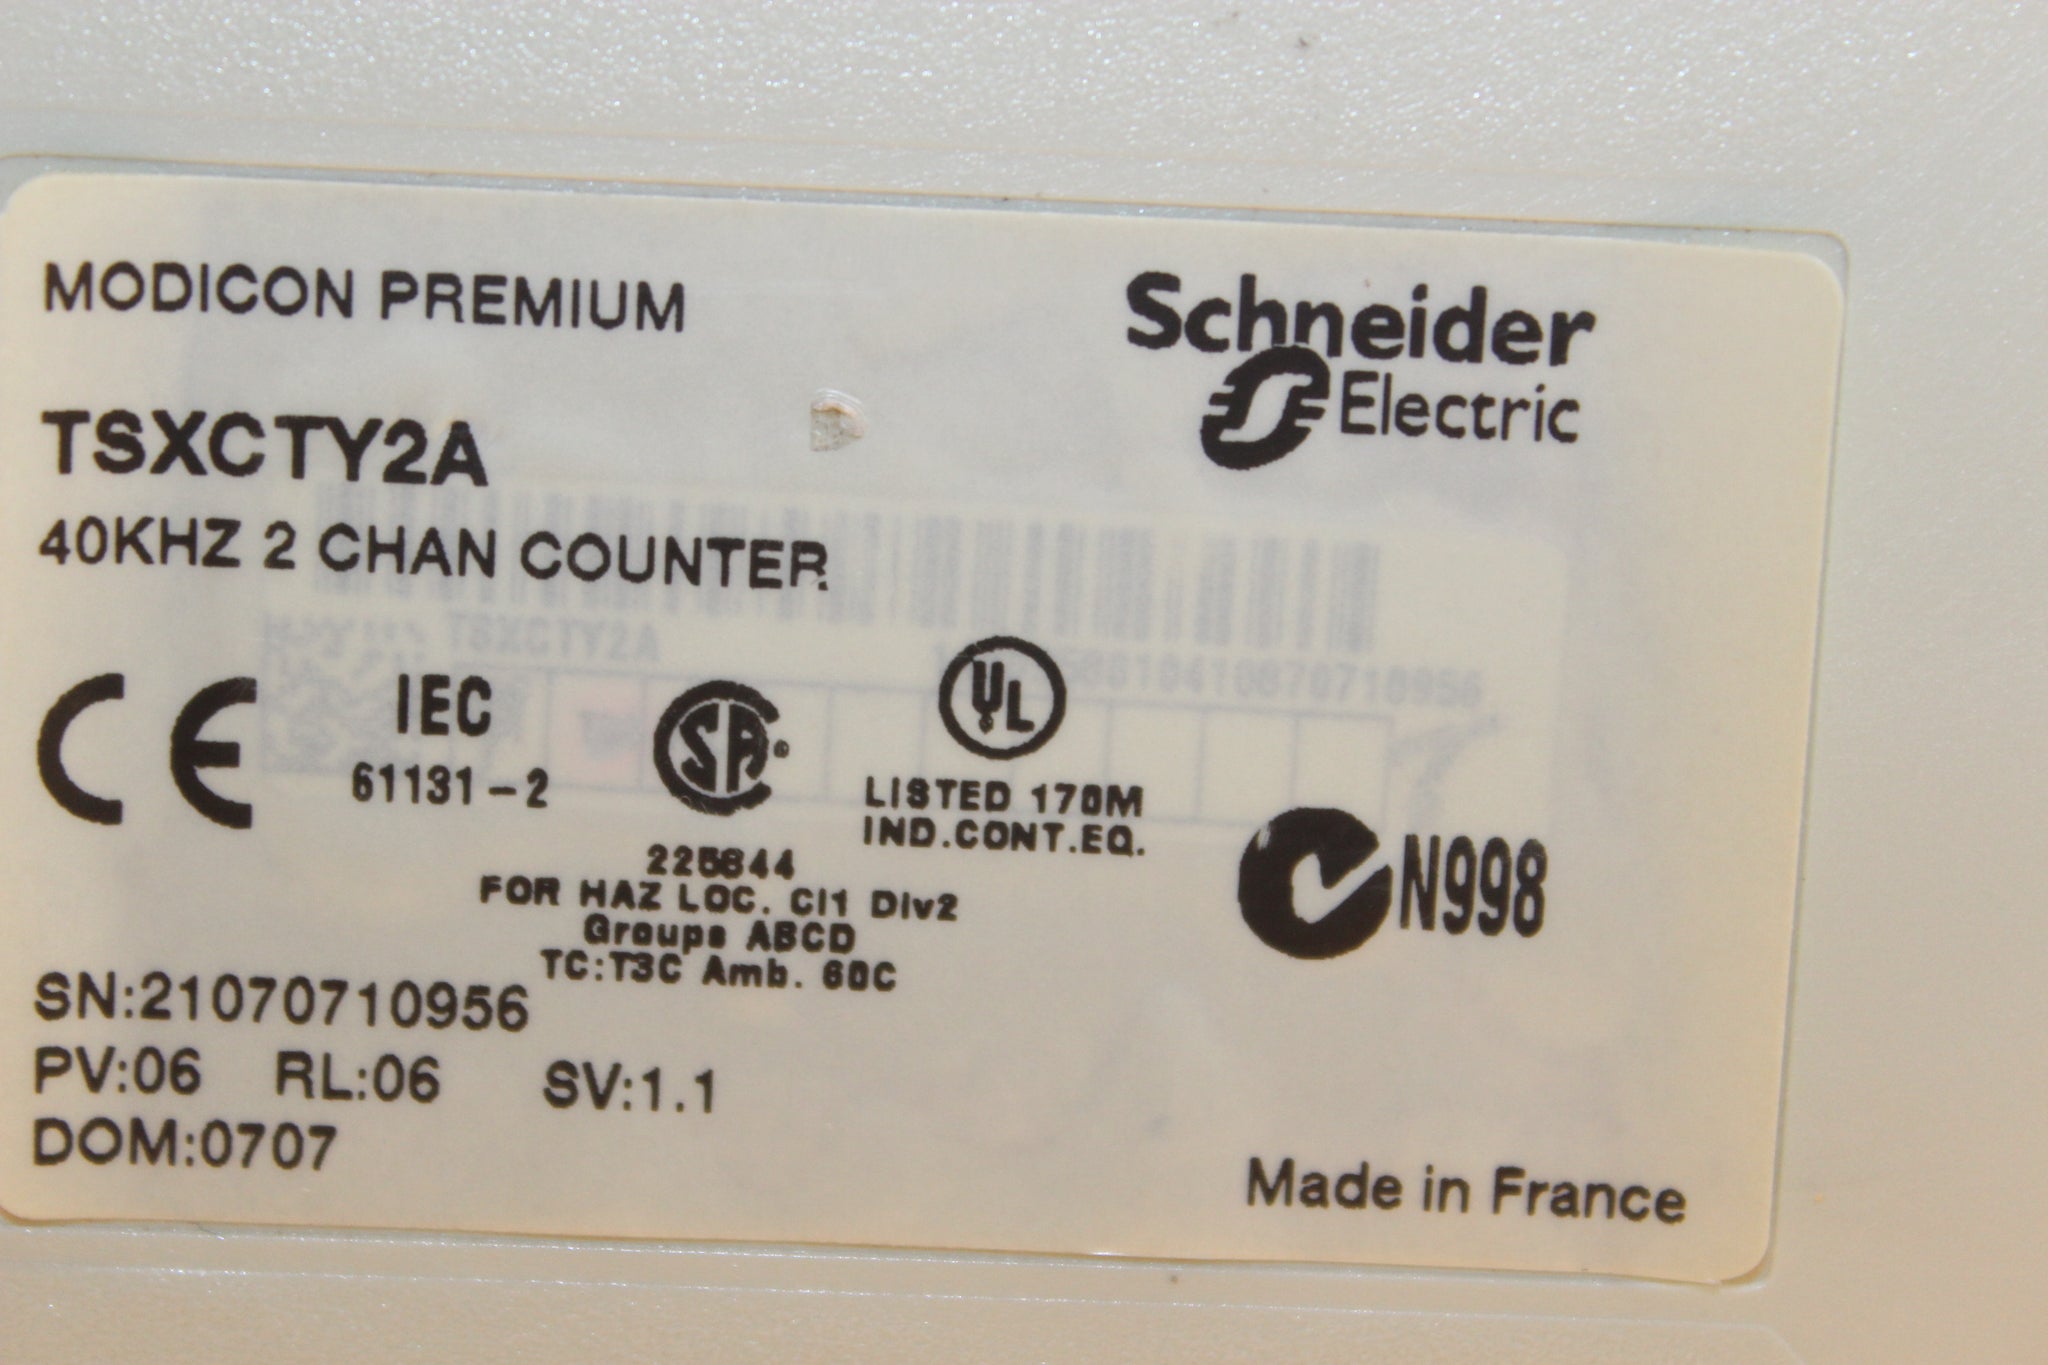 MODICON PREMIUM
Schneider
Electric
TSXCTY2A
40KHZ 2 CHAN COUNTER
TSXCTY2A
CE
IEC
61131-2
SA
UL
LISTED 170M
IND.CONT.EQ.
225644
FOR HAZ LOC. Cl1 Div2
Groups ABCD
TC:T3C Amb. 60C
N998
SN:21070710956
PV:06 RL:06 SV:1.1
DOM:0707
Made in France